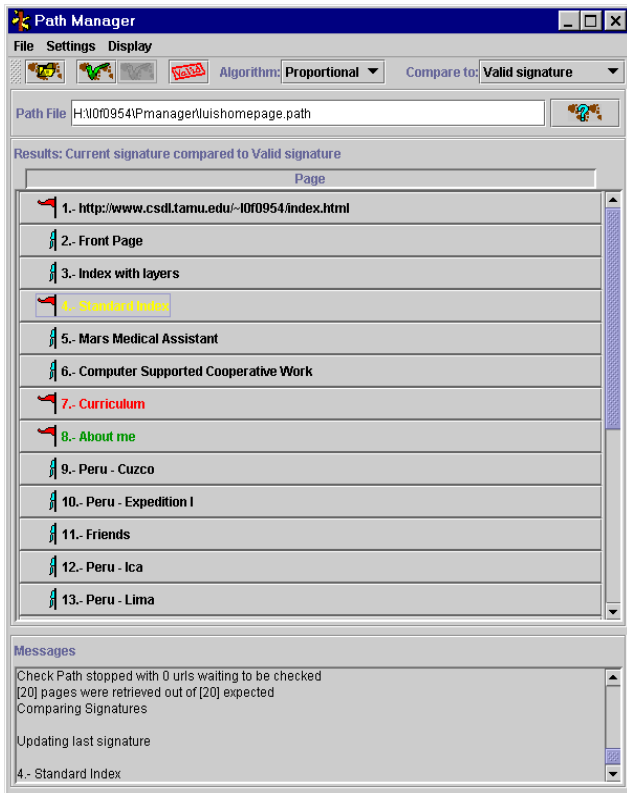 Path Manager
File Settings Display
Valid Algorithm: Proportional Compare to: Valid signature
Path File H:\l0f0954\Pmanager\luishomepage.path
Results: Current signature compared to Valid signature
Page
1.- http://www.csdl.tamu.edu/~l0f0954/index.html
2.- Front Page
3.- Index with layers
4.- Standard Index
5.- Mars Medical Assistant
6.- Computer Supported Cooperative Work
7.- Curriculum
8.- About me
9.- Peru - Cuzco
10.- Peru - Expedition I
11.- Friends
12.- Peru - Ica
13.- Peru - Lima
Messages
Check Path stopped with 0 urls waiting to be checked
[20] pages were retrieved out of [20] expected
Comparing Signatures
Updating last signature
4.- Standard Index